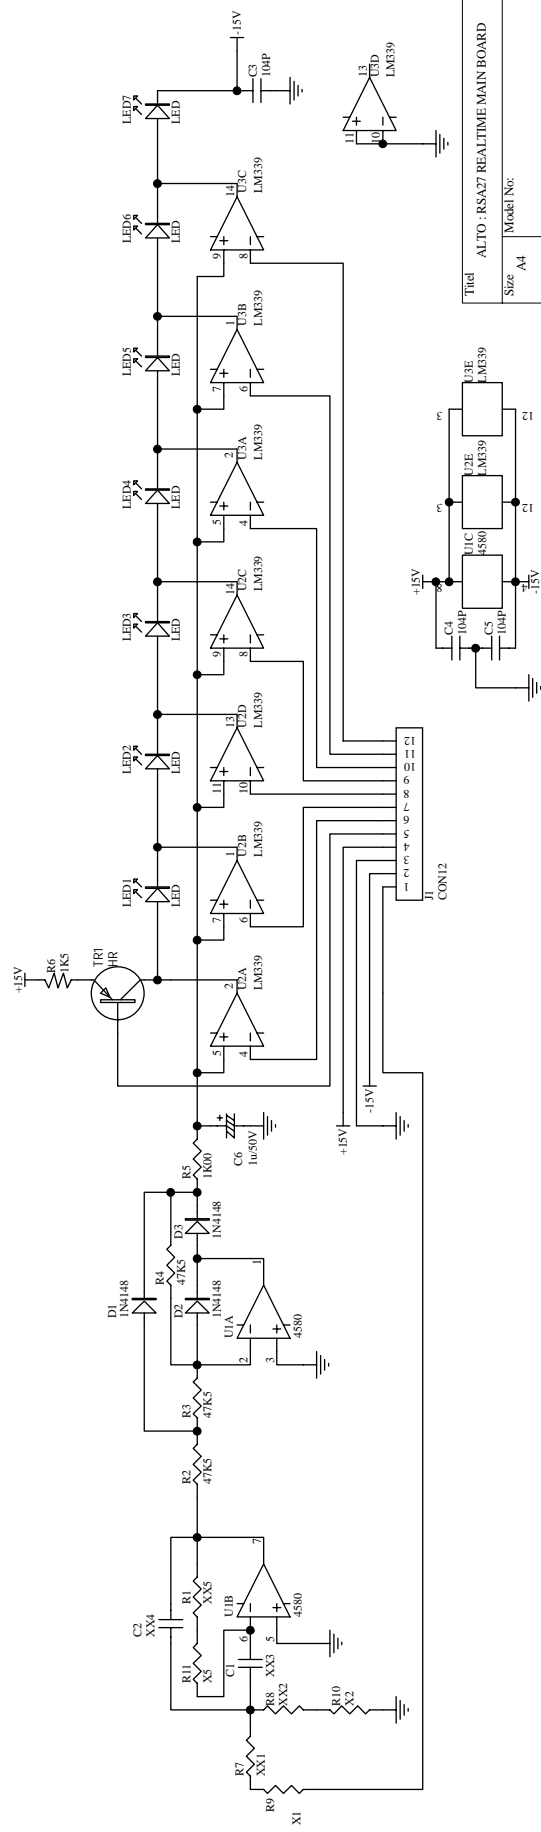 LED1
LED
LED2
LED
LED3
LED
LED4
LED
LED5
LED
LED6
LED
LED7
LED
-15V
C3
104P
+15V
R6
1K5
TR1
HR
D1
1N4148
R4
47K5
D2
1N4148
D3
1N4148
R5
1K00
C6
1u/50V
+
R3
47K5
R2
47K5
C2
XX4
R1
XX5
R11
X5
C1
XX3
R8
XX2
R10
X2
R7
XX1
R9
X1
6
5
7
U1B
4580
- +
2
3
1
U1A
4580
- +
5
4
2
U2A
LM339
+ -
7
6
1
U2B
LM339
+ -
11
10
13
U2D
LM339
+ -
9
8
14
U2C
LM339
+ -
5
4
2
U3A
LM339
+ -
7
6
1
U3B
LM339
+ -
9
8
14
U3C
LM339
+ -
11
10
13
U3D
LM339
+ -
+15V
-15V
1
2
3
4
5
6
7
8
9
10
11
12
J1
CON12
+15V
C4
104P
C5
104P
8
4
-15V
U1C
4580
3
12
U2E
LM339
3
12
U3E
LM339
Titel
ALTO : RSA27 REALTIME MAIN BOARD
Size
A4
Model No: